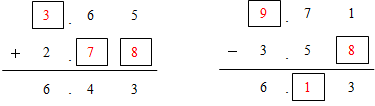 3 . 6 5
+ 2 . 7 8
6 . 4 3
9 . 7 1
− 3 . 5 8
6 . 1 3